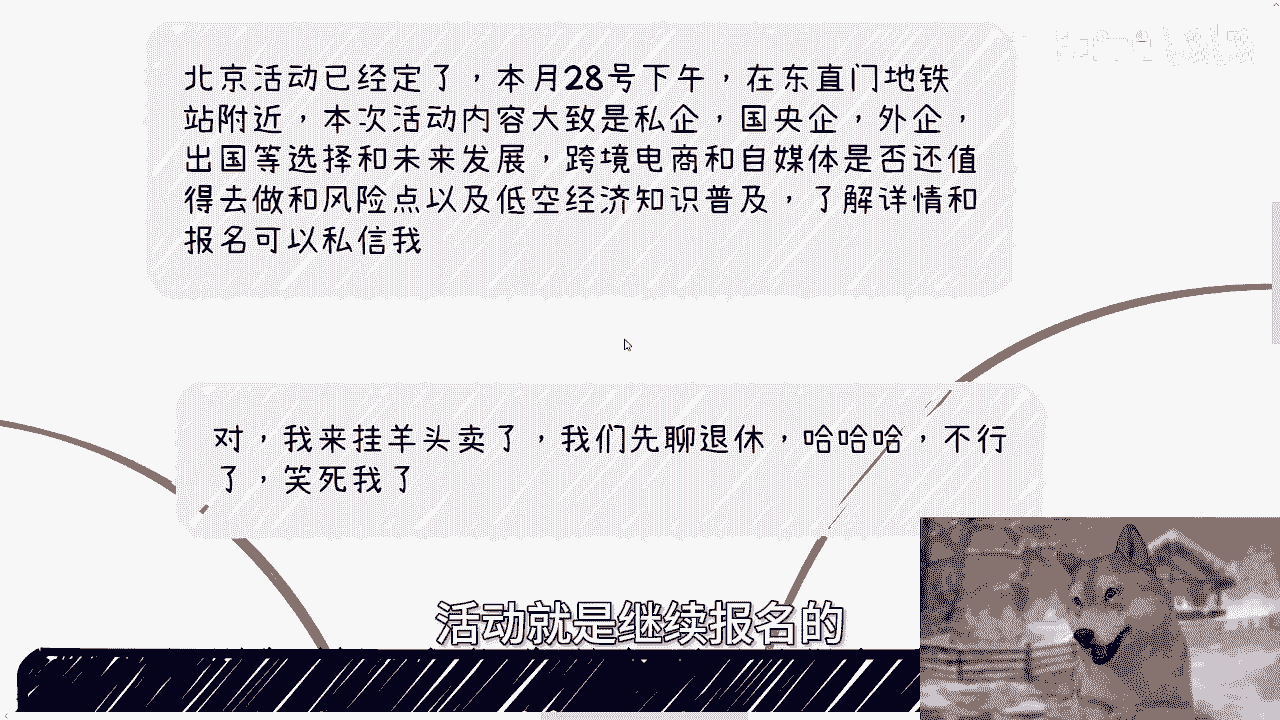 北京活动已经定了，本月28号下午，在东直门地铁
站附近，本次活动内容大致是私企，国央企，外企，
出国等选择和未来发展，跨境电商和自媒体是否还值
得去做和风险点以及低空经济知识普及，了解详情和
报名可以私信我
对，我来挂羊头卖了，我们先聊退休，哈哈哈，不行
了，笑死我了
活动就是继续报名的